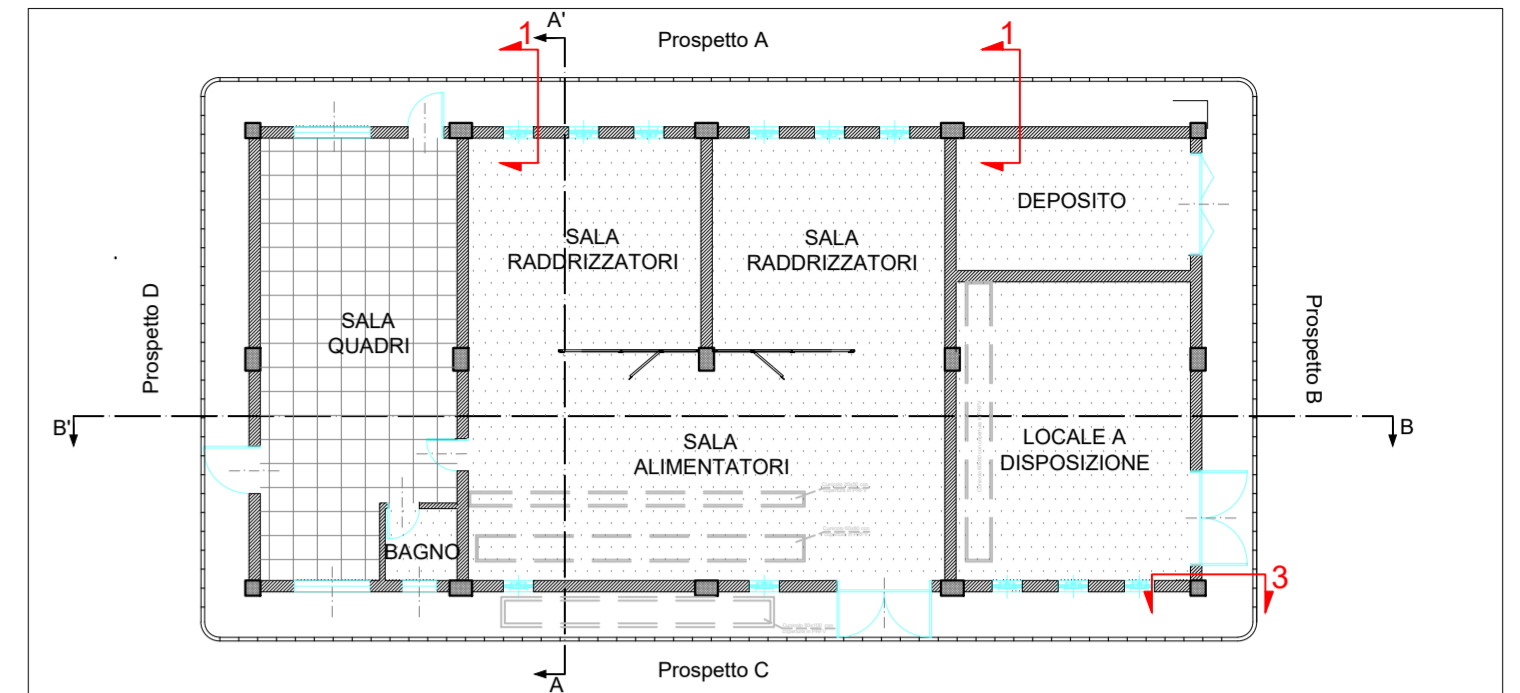 A'
1
1
Prospetto A
DEPOSITO
SALA
RADDRIZZATORI
SALA
RADDRIZZATORI
Prospetto D
SALA
QUADRI
Prospetto B
B'
B
SALA
ALIMENTATORI
LOCALE A
DISPOSIZIONE
BAGNO
3
Prospetto C
A